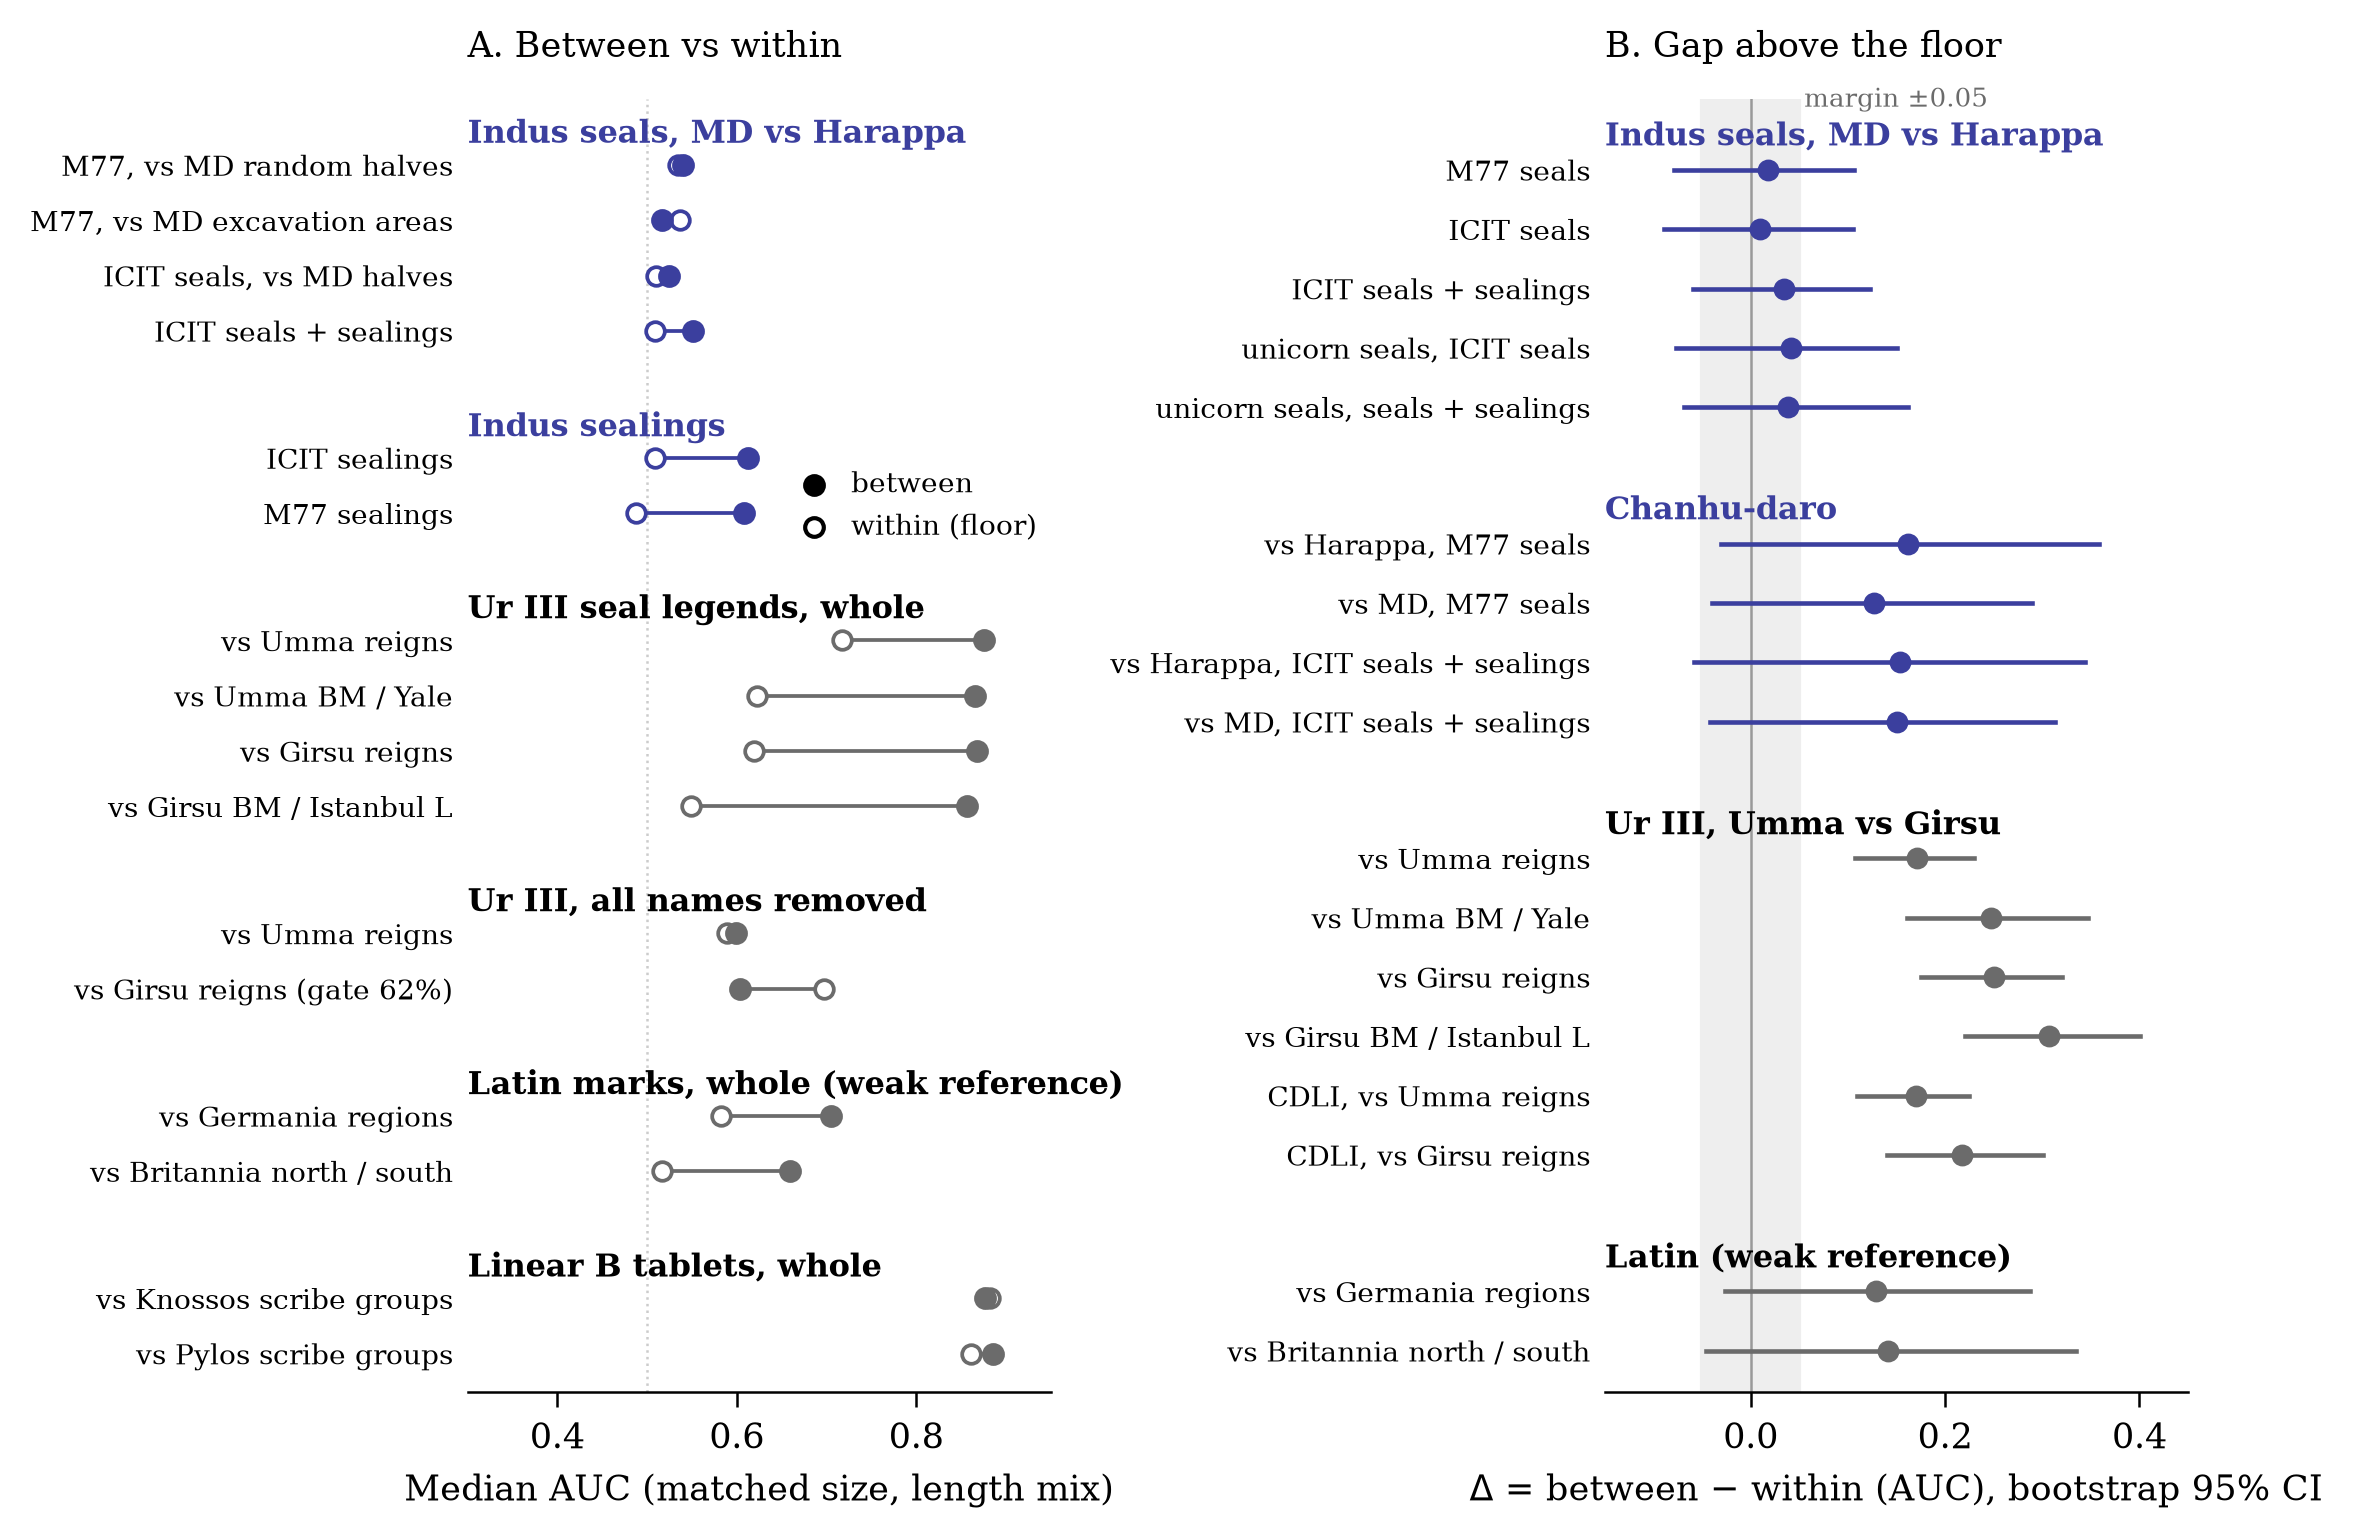 A. Between vs within
Indus seals, MD vs Harappa
M77, vs MD random halves
M77, vs MD excavation areas
ICIT seals, vs MD halves
ICIT seals + sealings
Indus sealings
ICIT sealings
M77 sealings
between
within (floor)
Ur III seal legends, whole
vs Umma reigns
vs Umma BM / Yale
vs Girsu reigns
vs Girsu BM / Istanbul L
Ur III, all names removed
vs Umma reigns
vs Girsu reigns (gate 62%)
Latin marks, whole (weak reference)
vs Germania regions
vs Britannia north / south
Linear B tablets, whole
vs Knossos scribe groups
vs Pylos scribe groups
0.4 0.6 0.8
Median AUC (matched size, length mix)
B. Gap above the floor
margin ±0.05
Indus seals, MD vs Harappa
M77 seals
ICIT seals
ICIT seals + sealings
unicorn seals, ICIT seals
unicorn seals, seals + sealings
Chanhu-daro
vs Harappa, M77 seals
vs MD, M77 seals
vs Harappa, ICIT seals + sealings
vs MD, ICIT seals + sealings
Ur III, Umma vs Girsu
vs Umma reigns
vs Umma BM / Yale
vs Girsu reigns
vs Girsu BM / Istanbul L
CDLI, vs Umma reigns
CDLI, vs Girsu reigns
Latin (weak reference)
vs Germania regions
vs Britannia north / south
0.0 0.2 0.4
Δ = between − within (AUC), bootstrap 95% CI